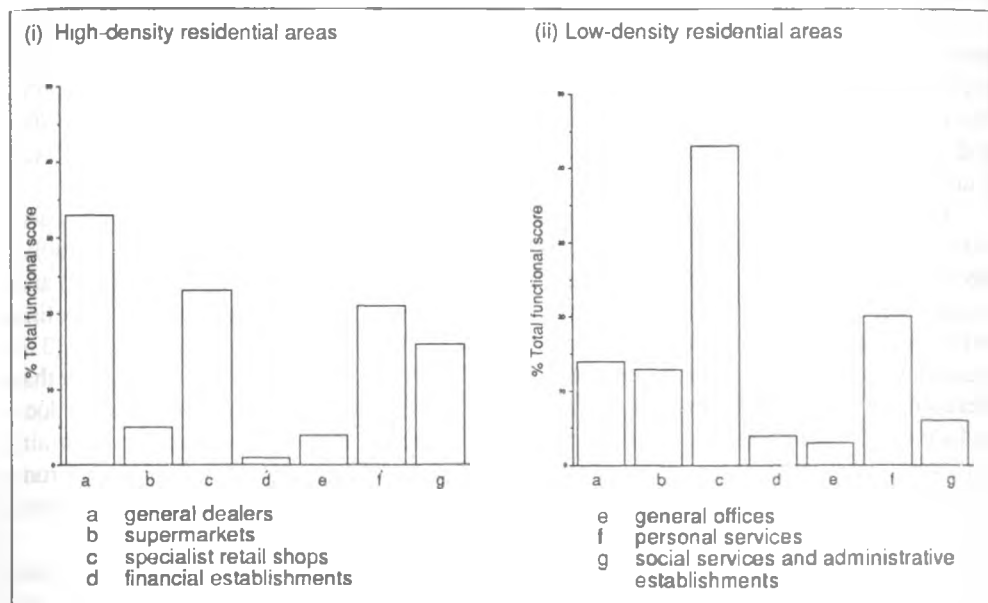 (i) High-density residential areas
% Total functional score
a b c d e f g
a general dealers
b supermarkets
c specialist retail shops
d financial establishments
(ii) Low-density residential areas
% Total functional score
a b c d e f g
e general offices
f personal services
g social services and administrative
establishments